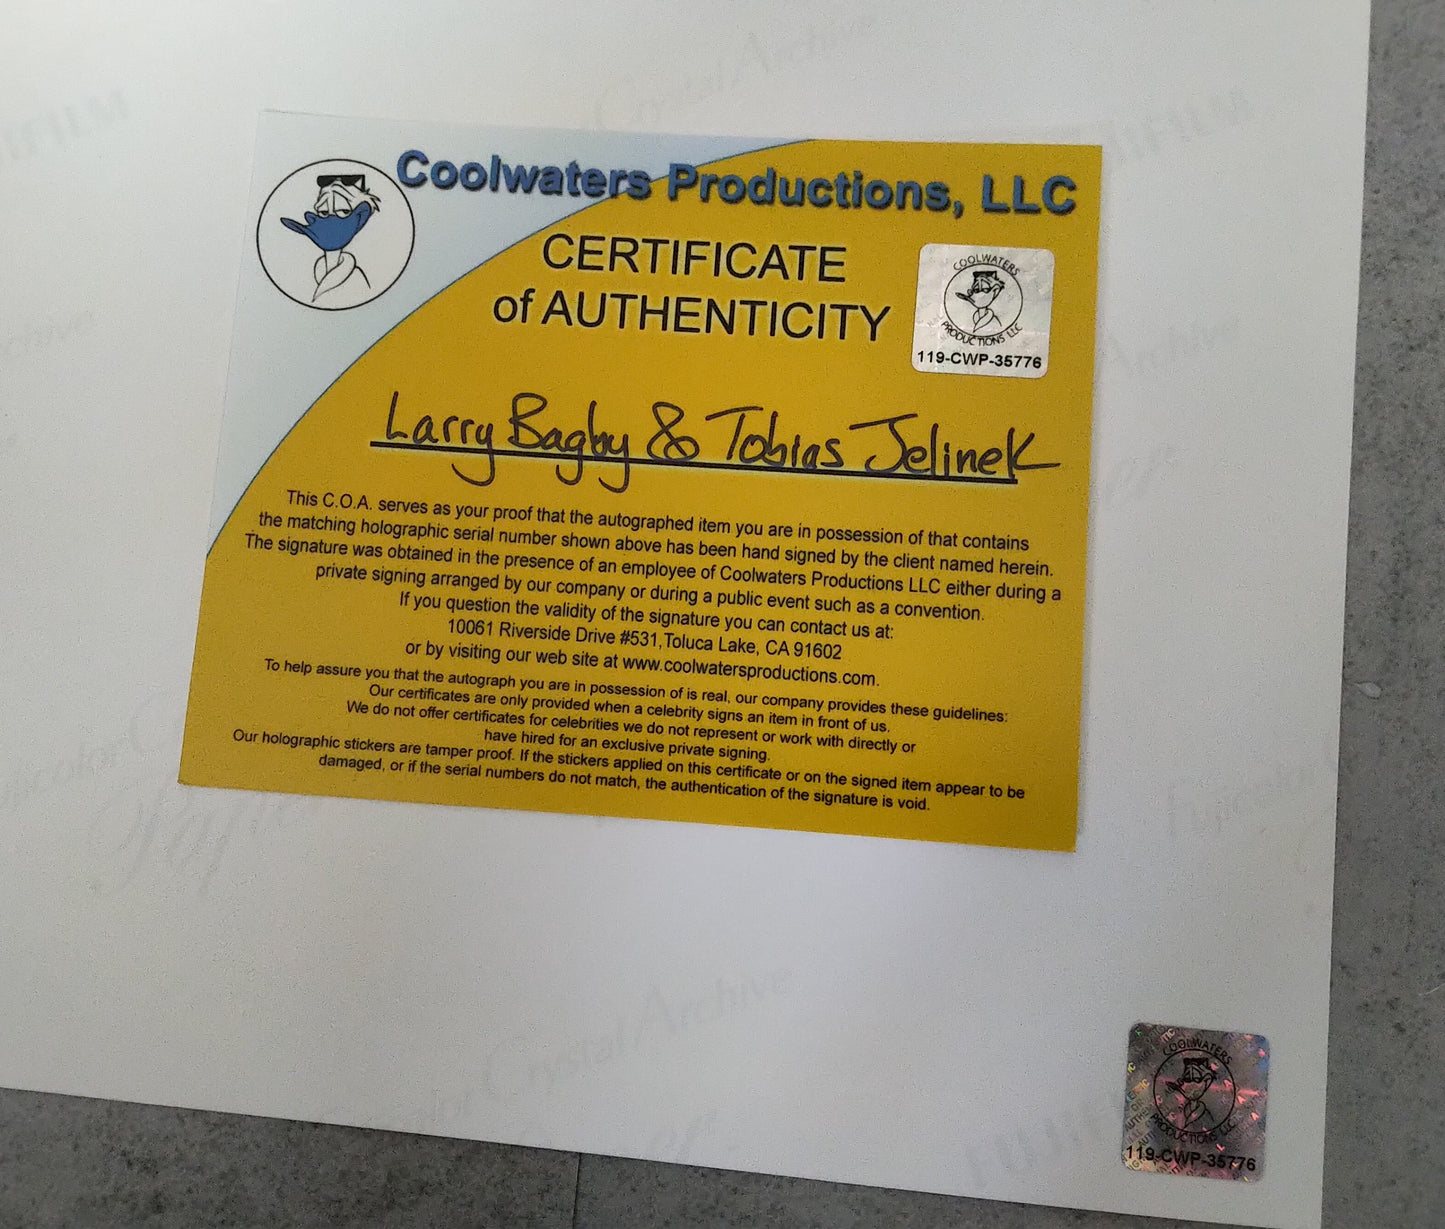 Crystal Archive
Coolwaters Productions, LLC
CERTIFICATE
of AUTHENTICITY
COOLWATERS
PRODUCTIONS LLC
119-CWP-35776
Larry Bagby & Tobias Jelinek
This C.O.A. serves as your proof that the autographed item you are in possession of that contains
the matching holographic serial number shown above has been hand signed by the client named herein.
The signature was obtained in the presence of an employee of Coolwaters Productions LLC either during a
private signing arranged by our company or during a public event such as a convention.
If you question the validity of the signature you can contact us at:
10061 Riverside Drive #531, Toluca Lake, CA 91602
or by visiting our web site at www.coolwatersproductions.com.
To help assure you that the autograph you are in possession of is real, our company provides these guidelines:
Our certificates are only provided when a celebrity signs an item in front of us.
We do not offer certificates for celebrities we do not represent or work with directly or
have hired for an exclusive private signing.
Our holographic stickers are tamper proof. If the stickers applied on this certificate or on the signed item appear to be
damaged, or if the serial numbers do not match, the authentication of the signature is void.
Crystal Archive
COOLWATERS
PRODUCTIONS LLC
119-CWP-35776